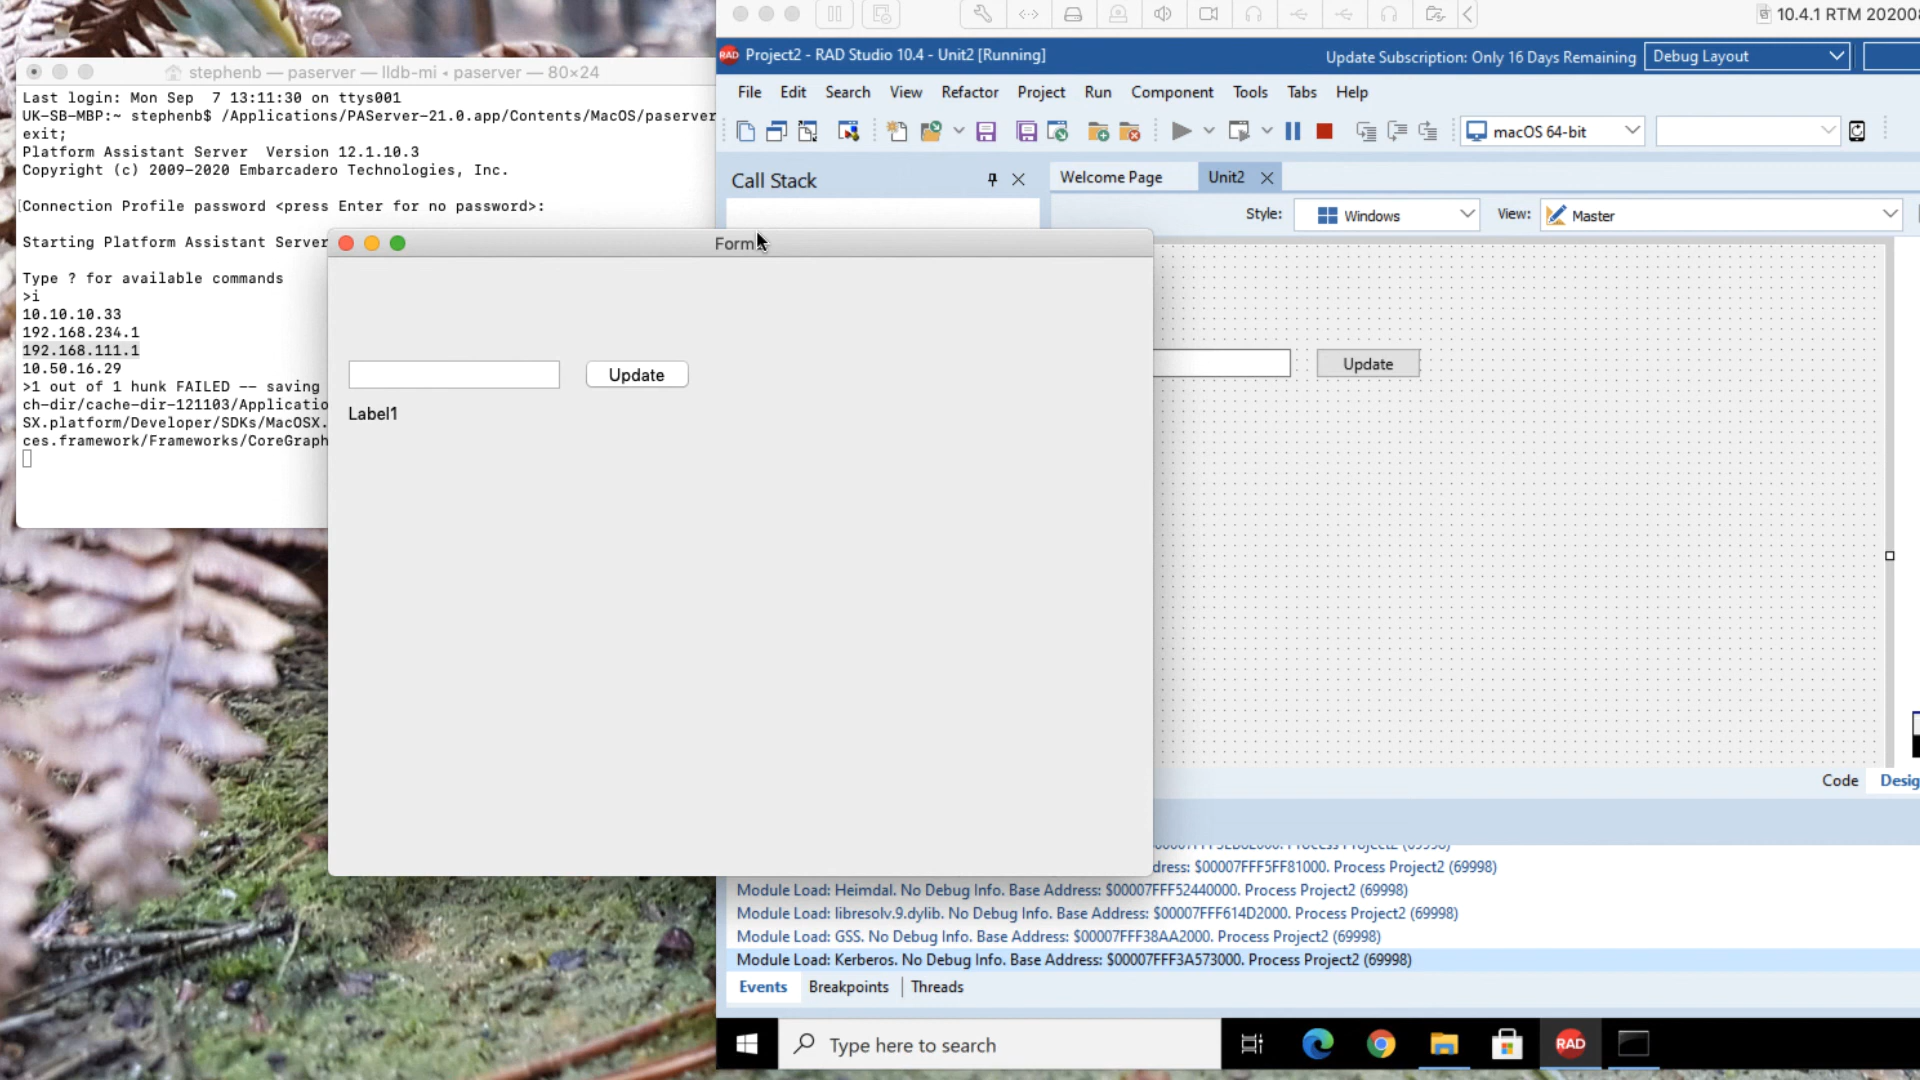 stephenb — paserver — lldb-mi ◂ paserver — 80×24
Last login: Mon Sep  7 13:11:30 on ttys001
UK-SB-MBP:~ stephenb$ /Applications/PAServer-21.0.app/Contents/MacOS/paserver
exit;
Platform Assistant Server  Version 12.1.10.3
Copyright (c) 2009-2020 Embarcadero Technologies, Inc.
Connection Profile password <press Enter for no password>:
Starting Platform Assistant Server
Type ? for available commands
>i
10.10.10.33
192.168.234.1
192.168.111.1
10.50.16.29
>1 out of 1 hunk FAILED -- saving
ch-dir/cache-dir-121103/Applicatio
SX.platform/Developer/SDKs/MacOSX.
ces.framework/Frameworks/CoreGraph
Form
Update
Label1
10.4.1 RTM 20200
RAD Project2 - RAD Studio 10.4 - Unit2 [Running]
Update Subscription: Only 16 Days Remaining
Debug Layout
File Edit Search View Refactor Project Run Component Tools Tabs Help
macOS 64-bit
Call Stack
Welcome Page
Unit2
Style:
Windows
View:
Master
Update
Code
Desig
dress: $00007FFF5FF81000. Process Project2 (69998)
Module Load: Heimdal. No Debug Info. Base Address: $00007FFF52440000. Process Project2 (69998)
Module Load: libresolv.9.dylib. No Debug Info. Base Address: $00007FFF614D2000. Process Project2 (69998)
Module Load: GSS. No Debug Info. Base Address: $00007FFF38AA2000. Process Project2 (69998)
Module Load: Kerberos. No Debug Info. Base Address: $00007FFF3A573000. Process Project2 (69998)
Events Breakpoints Threads
Type here to search
RAD